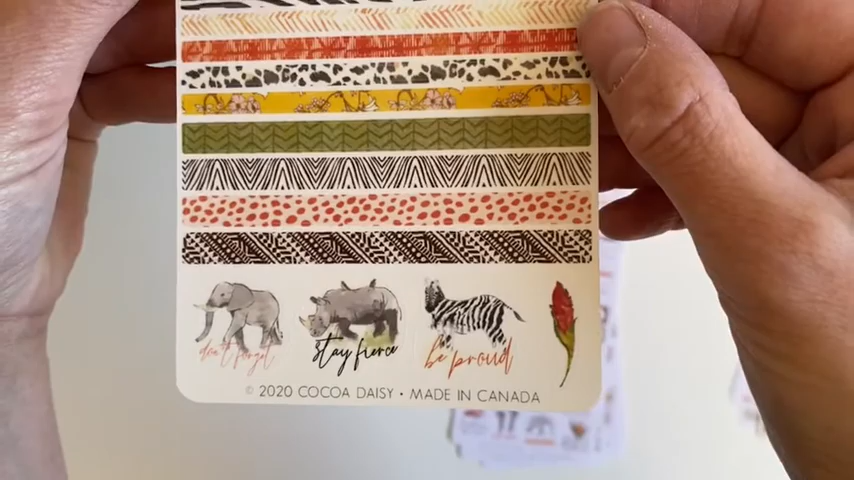 don't forget
stay fierce
be proud
© 2020 COCOA DAISY • MADE IN CANADA